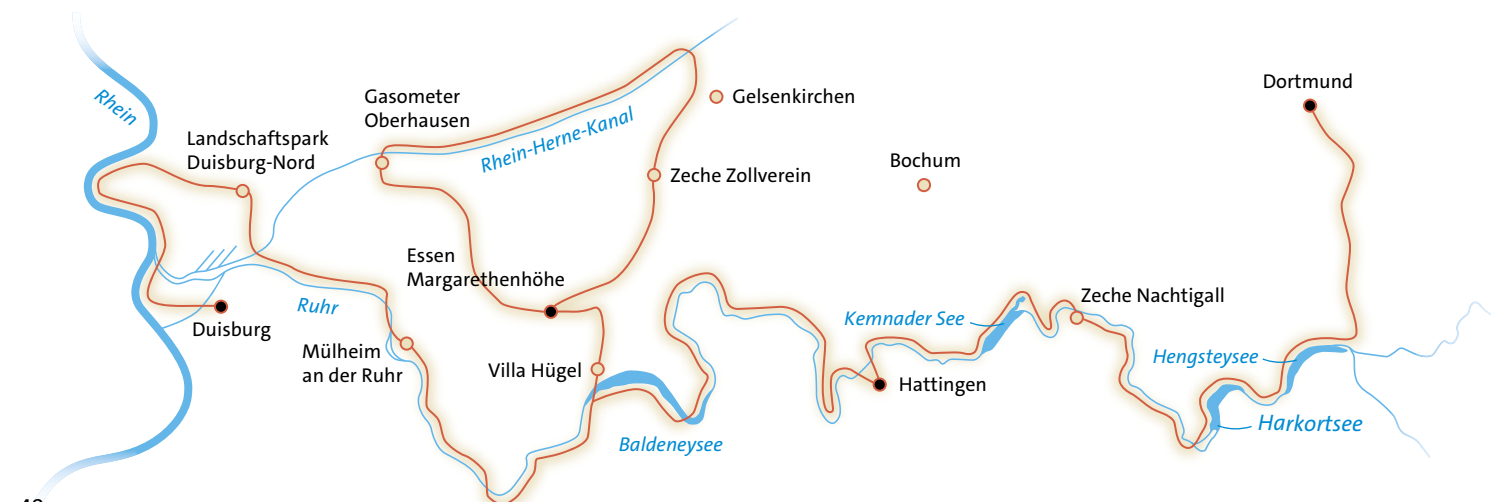 Rhein
Landschaftspark
Duisburg-Nord
Gasometer
Oberhausen
Rhein-Herne-Kanal
Gelsenkirchen
Zeche Zollverein
Bochum
Dortmund
Essen
Margarethenhöhe
Ruhr
Duisburg
Mülheim
an der Ruhr
Villa Hügel
Baldeneysee
Kemnader See
Hattingen
Zeche Nachtigall
Hengsteysee
Harkortsee